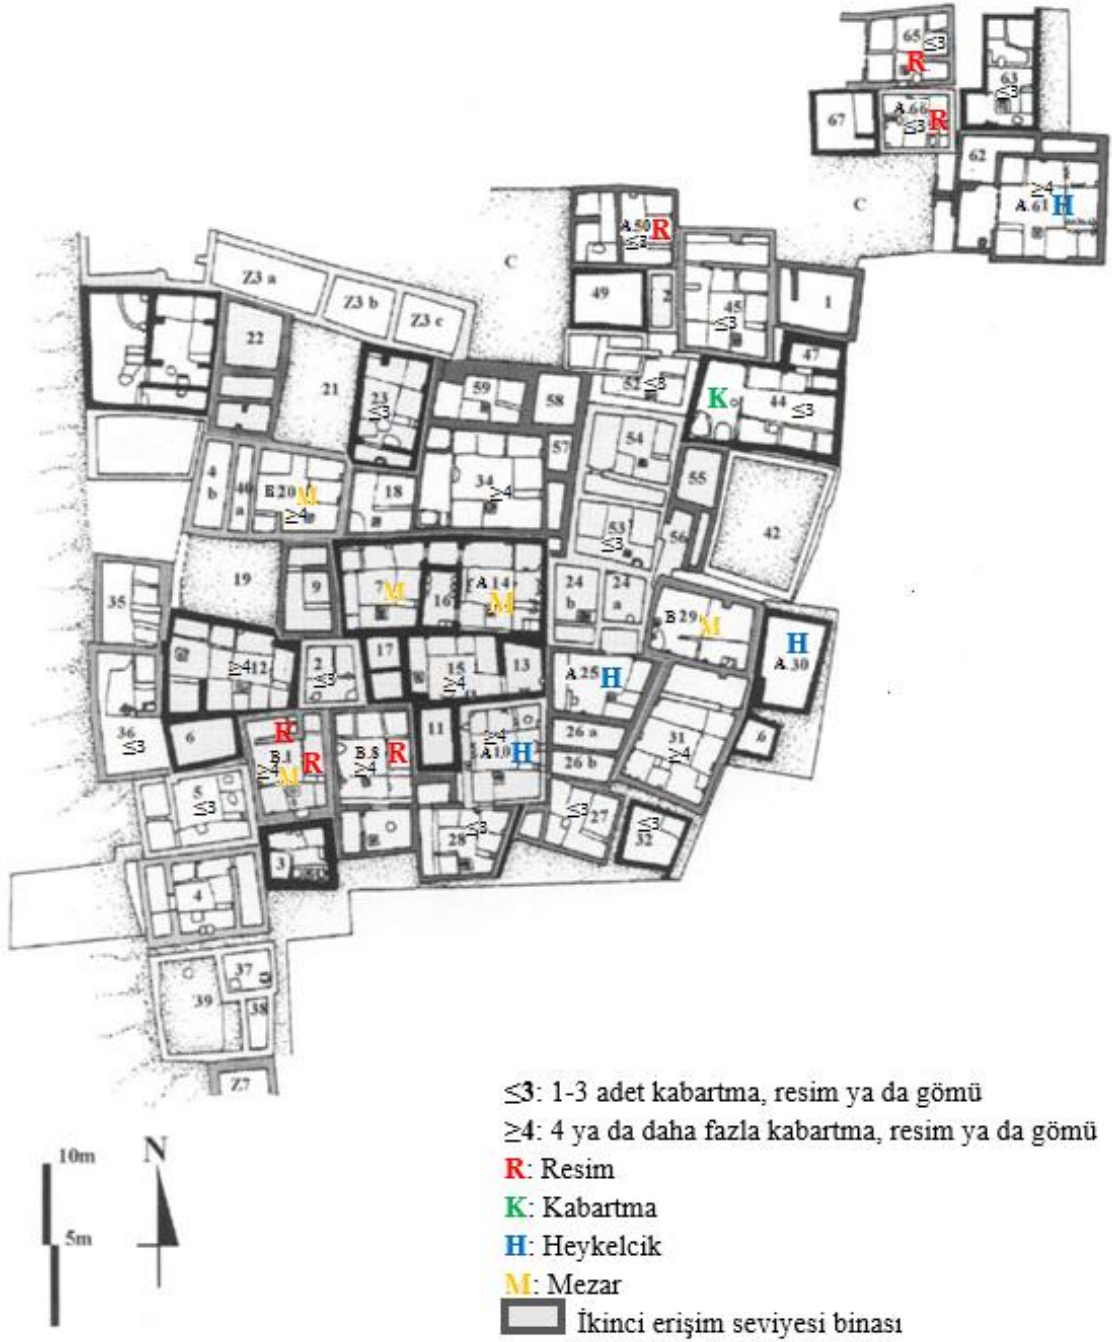 65
≤3
R
63
≤3
67
A.66
≤3
R
62
≥4
A.61
H
C
A.50
R
≤3
C
49
2
45
≤3
1
Z3 a
Z3 b
Z3 c
22
21
23
≤3
59
58
52
≤3
47
K
44
≤3
54
57
55
42
4
b
40
a
E20
M
≥4
18
34
≥4
53
≤3
56
35
19
9
7
M
16
A 14
M
24
b
24
a
B 29
M
H
A.30
≥4
12
2
≤3
17
15
≥4
13
A 25
H
36
≤3
6
R
B.1
R
≥4
M
B.8
R
≥4
11
≥4
A10
H
26 a
26 b
31
≥4
.6
5
≤3
3
28
≤3
≤3
27
≤3
32
4
37
39
38
Z7
≤3: 1-3 adet kabartma, resim ya da gömü
≥4: 4 ya da daha fazla kabartma, resim ya da gömü
R: Resim
K: Kabartma
H: Heykelcik
M: Mezar
İkinci erişim seviyesi binası
10m
5m
N